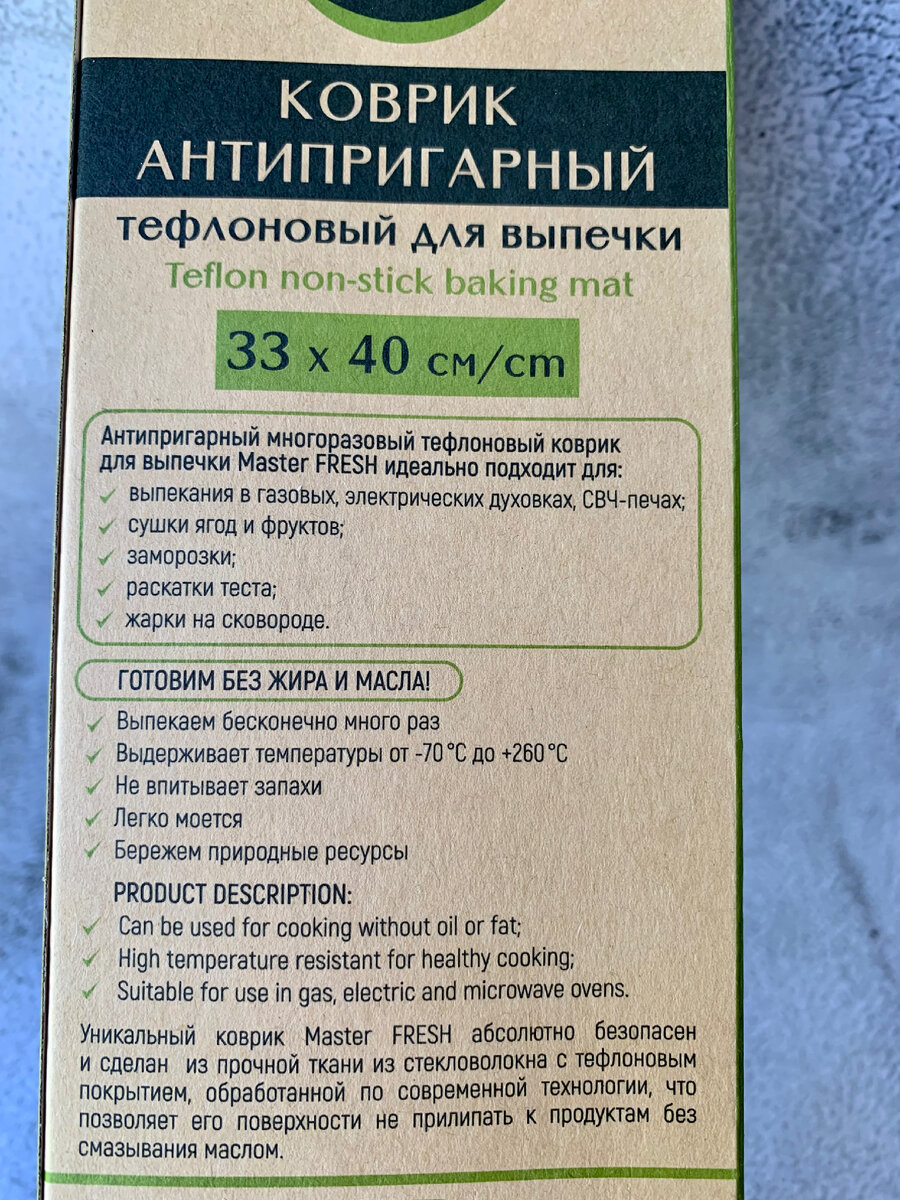 КОВРИК
АНТИПРИГАРНЫЙ
тефлоновый для выпечки
Teflon non-stick baking mat
33 х 40 см/cm
Антипригарный многоразовый тефлоновый коврик
для выпечки Master FRESH идеально подходит для:
выпекания в газовых, электрических духовках, СВЧ-печах;
сушки ягод и фруктов;
заморозки;
раскатки теста;
жарки на сковороде.
ГОТОВИМ БЕЗ ЖИРА И МАСЛА!
Выпекаем бесконечно много раз
Выдерживает температуры от -70 °C до +260 °C
Не впитывает запахи
Легко моется
Бережем природные ресурсы
PRODUCT DESCRIPTION:
Can be used for cooking without oil or fat;
High temperature resistant for healthy cooking;
Suitable for use in gas, electric and microwave ovens.
Уникальный коврик Master FRESH абсолютно безопасен
и сделан из прочной ткани из стекловолокна с тефлоновым
покрытием, обработанной по современной технологии, что
позволяет его поверхности не прилипать к продуктам без
смазывания маслом.